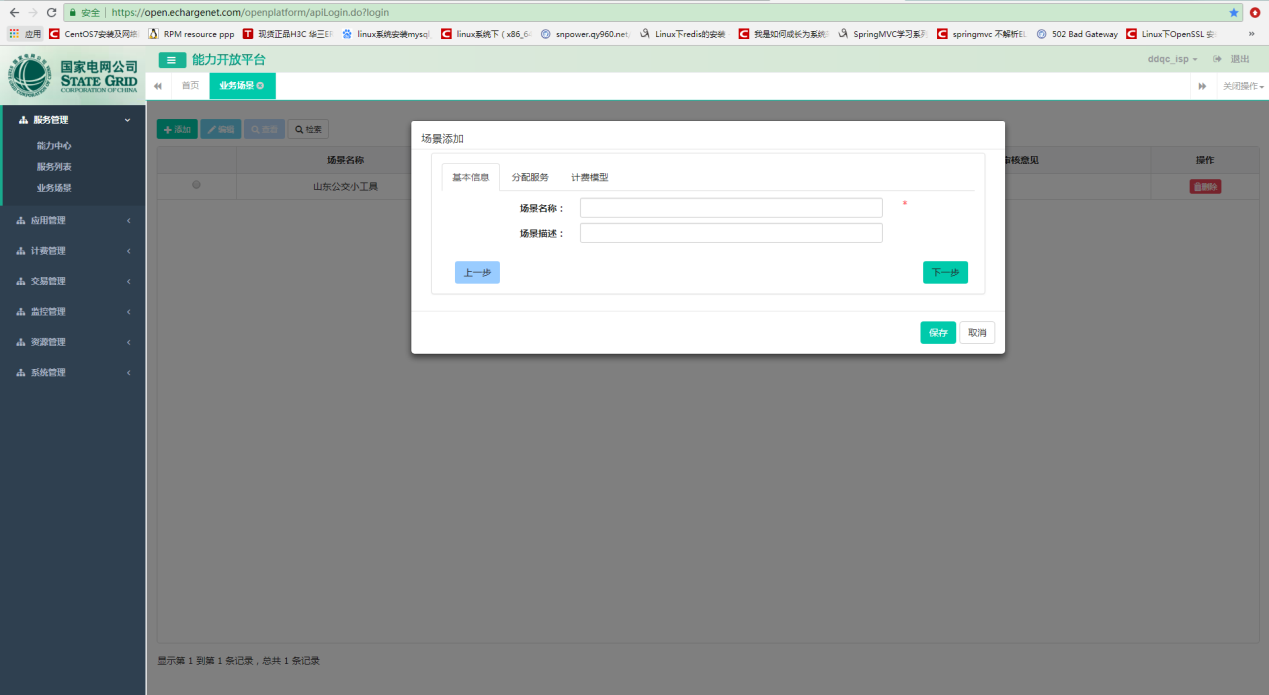 安全 | https://open.echargenet.com/openplatform/apiLogin.do?login
应用 CentOS7安装及网络 RPM resource ppp 现货正品H3C 华三ER linux系统安装mysql linux系统下（x86_64 snpower.qy960.net/ Linux下redis的安装 我是如何成长为系统 SpringMVC学习系列 springmvc 不解析EL 502 Bad Gateway Linux下OpenSSL 安 »
国家电网公司
STATE GRID
CORPORATION OF CHINA
能力开放平台
ddqc_isp
退出
首页
业务场景
关闭操作
服务管理
能力中心
服务列表
业务场景
应用管理
计费管理
交易管理
监控管理
资源管理
系统管理
添加
编辑
查看
检索
场景名称
审核意见
操作
山东公交小工具
删除
场景添加
基本信息
分配服务
计费模型
场景名称：
*
场景描述：
上一步
下一步
保存
取消
显示第 1 到第 1 条记录，总共 1 条记录